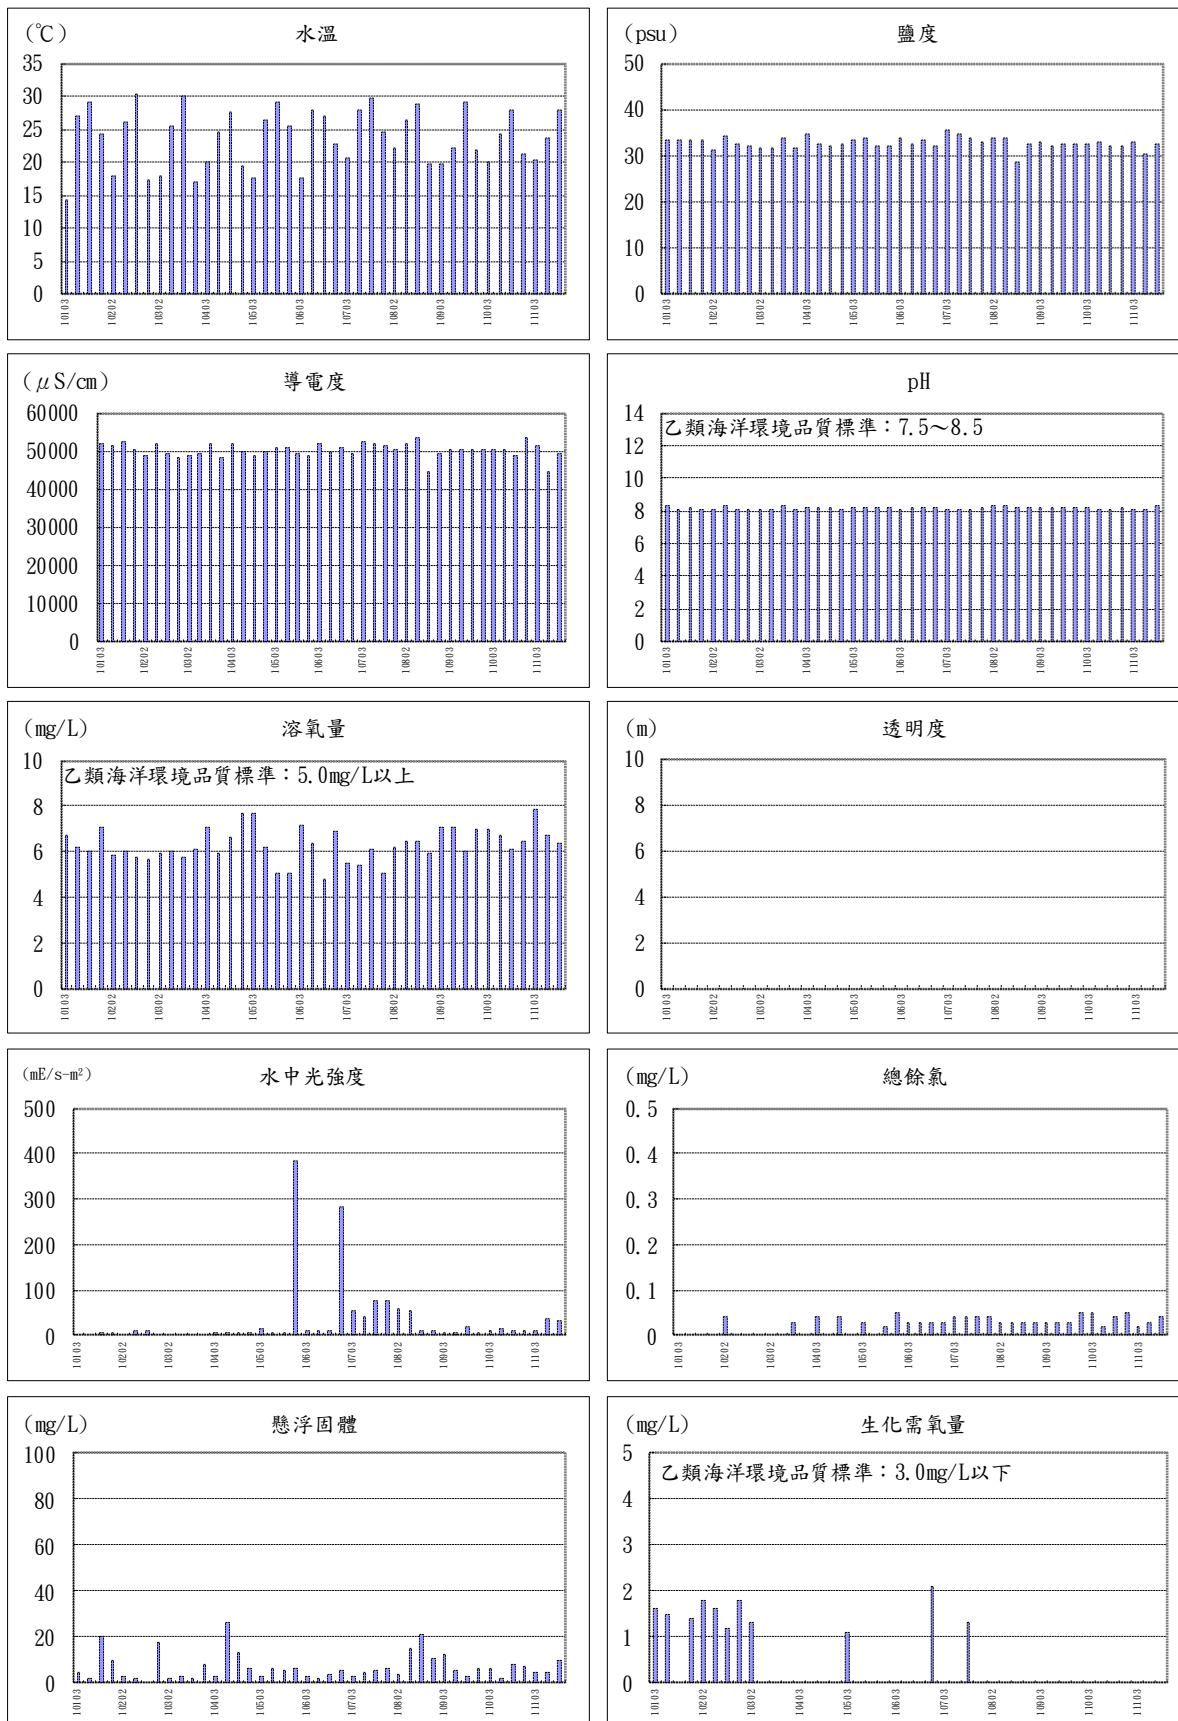 (℃) 水溫
35
30
25
20
15
10
5
0
10103 10202 10302 10403 10503 10603 10703 10802 10903 11003 11103
(psu) 鹽度
50
40
30
20
10
0
10103 10202 10302 10403 10503 10603 10703 10802 10903 11003 11103
(μS/cm) 導電度
60000
50000
40000
30000
20000
10000
0
10103 10202 10302 10403 10503 10603 10703 10802 10903 11003 11103
pH
乙類海洋環境品質標準：7.5～8.5
14
12
10
8
6
4
2
0
10103 10202 10302 10403 10503 10603 10703 10802 10903 11003 11103
(mg/L) 溶氧量
乙類海洋環境品質標準：5.0mg/L以上
10
8
6
4
2
0
10103 10202 10302 10403 10503 10603 10703 10802 10903 11003 11103
(m) 透明度
10
8
6
4
2
0
10103 10202 10302 10403 10503 10603 10703 10802 10903 11003 11103
(mE/s-m²) 水中光強度
500
400
300
200
100
0
10103 10202 10302 10403 10503 10603 10703 10802 10903 11003 11103
(mg/L) 總餘氯
0.5
0.4
0.3
0.2
0.1
0.0
10103 10202 10302 10403 10503 10603 10703 10802 10903 11003 11103
(mg/L) 懸浮固體
100
80
60
40
20
0
10103 10202 10302 10403 10503 10603 10703 10802 10903 11003 11103
(mg/L) 生化需氧量
乙類海洋環境品質標準：3.0mg/L以下
5
4
3
2
1
0
10103 10202 10302 10403 10503 10603 10703 10802 10903 11003 11103